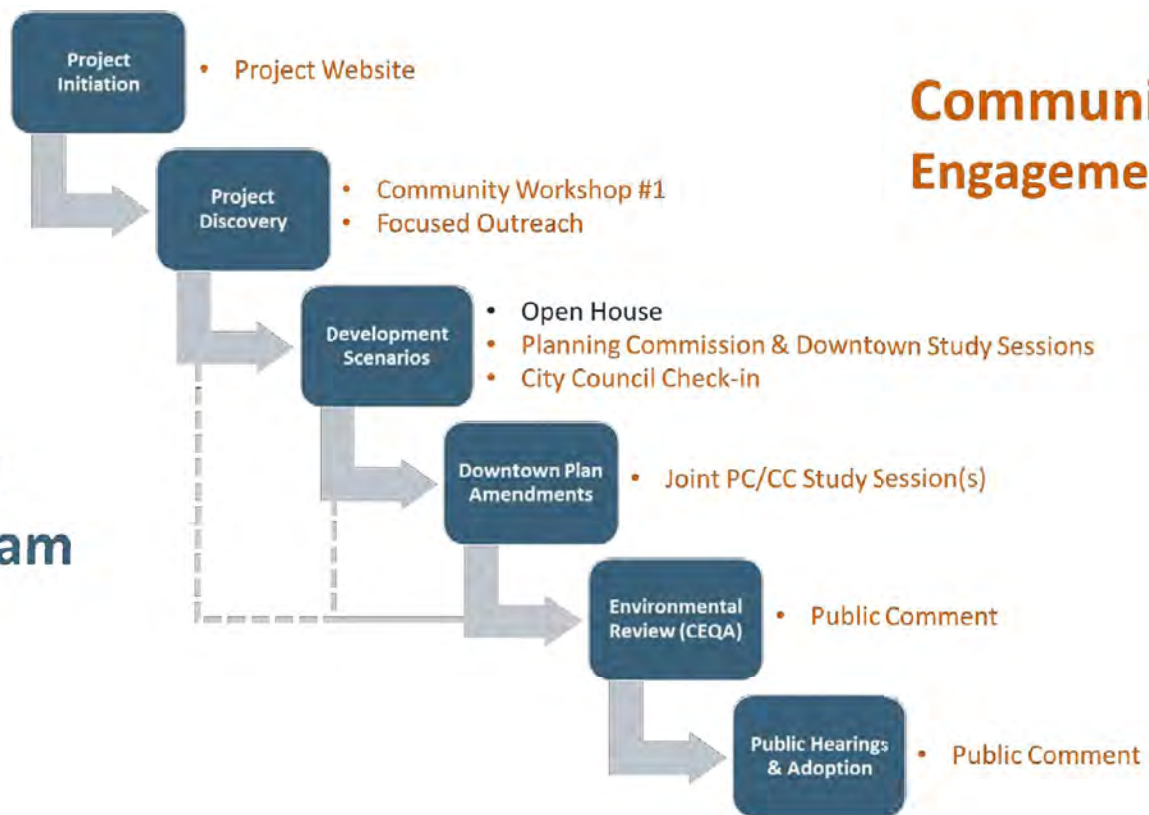 Project
Initiation
• Project Website
Communi
Engageme
Project
Discovery
• Community Workshop #1
• Focused Outreach
Development
Scenarios
• Open House
• Planning Commission & Downtown Study Sessions
• City Council Check-in
Downtown Plan
Amendments
• Joint PC/CC Study Session(s)
am
Environmental
Review (CEQA)
• Public Comment
Public Hearings
& Adoption
• Public Comment